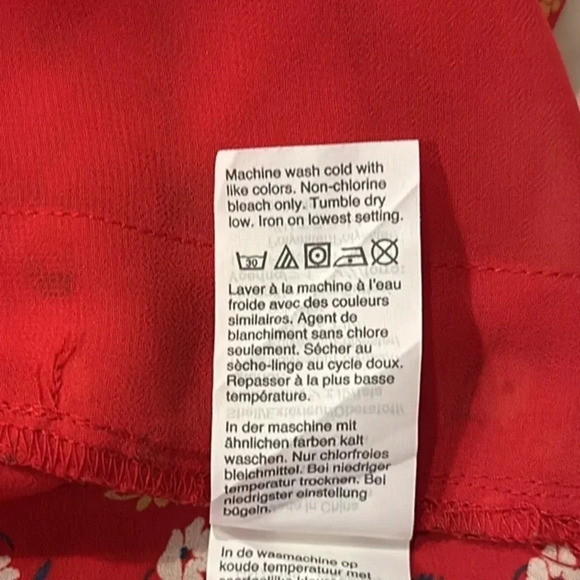 Machine wash cold with
like colors. Non-chlorine
bleach only. Tumble dry
low. Iron on lowest setting.
30
Laver à la machine à l'eau
froide avec des couleurs
similaires. Agent de
blanchiment sans chlore
seulement. Sécher au
sèche-linge au cycle doux.
Repasser à la plus basse
température.
In der maschine mit
ähnlichen farben kalt
waschen. Nur chlorfreies
bleichmittel. Bei niedriger
temperatur trocknen. Bei
niedrigster einstellung
bügeln.
In de wasmachine op
koude temperatuur met